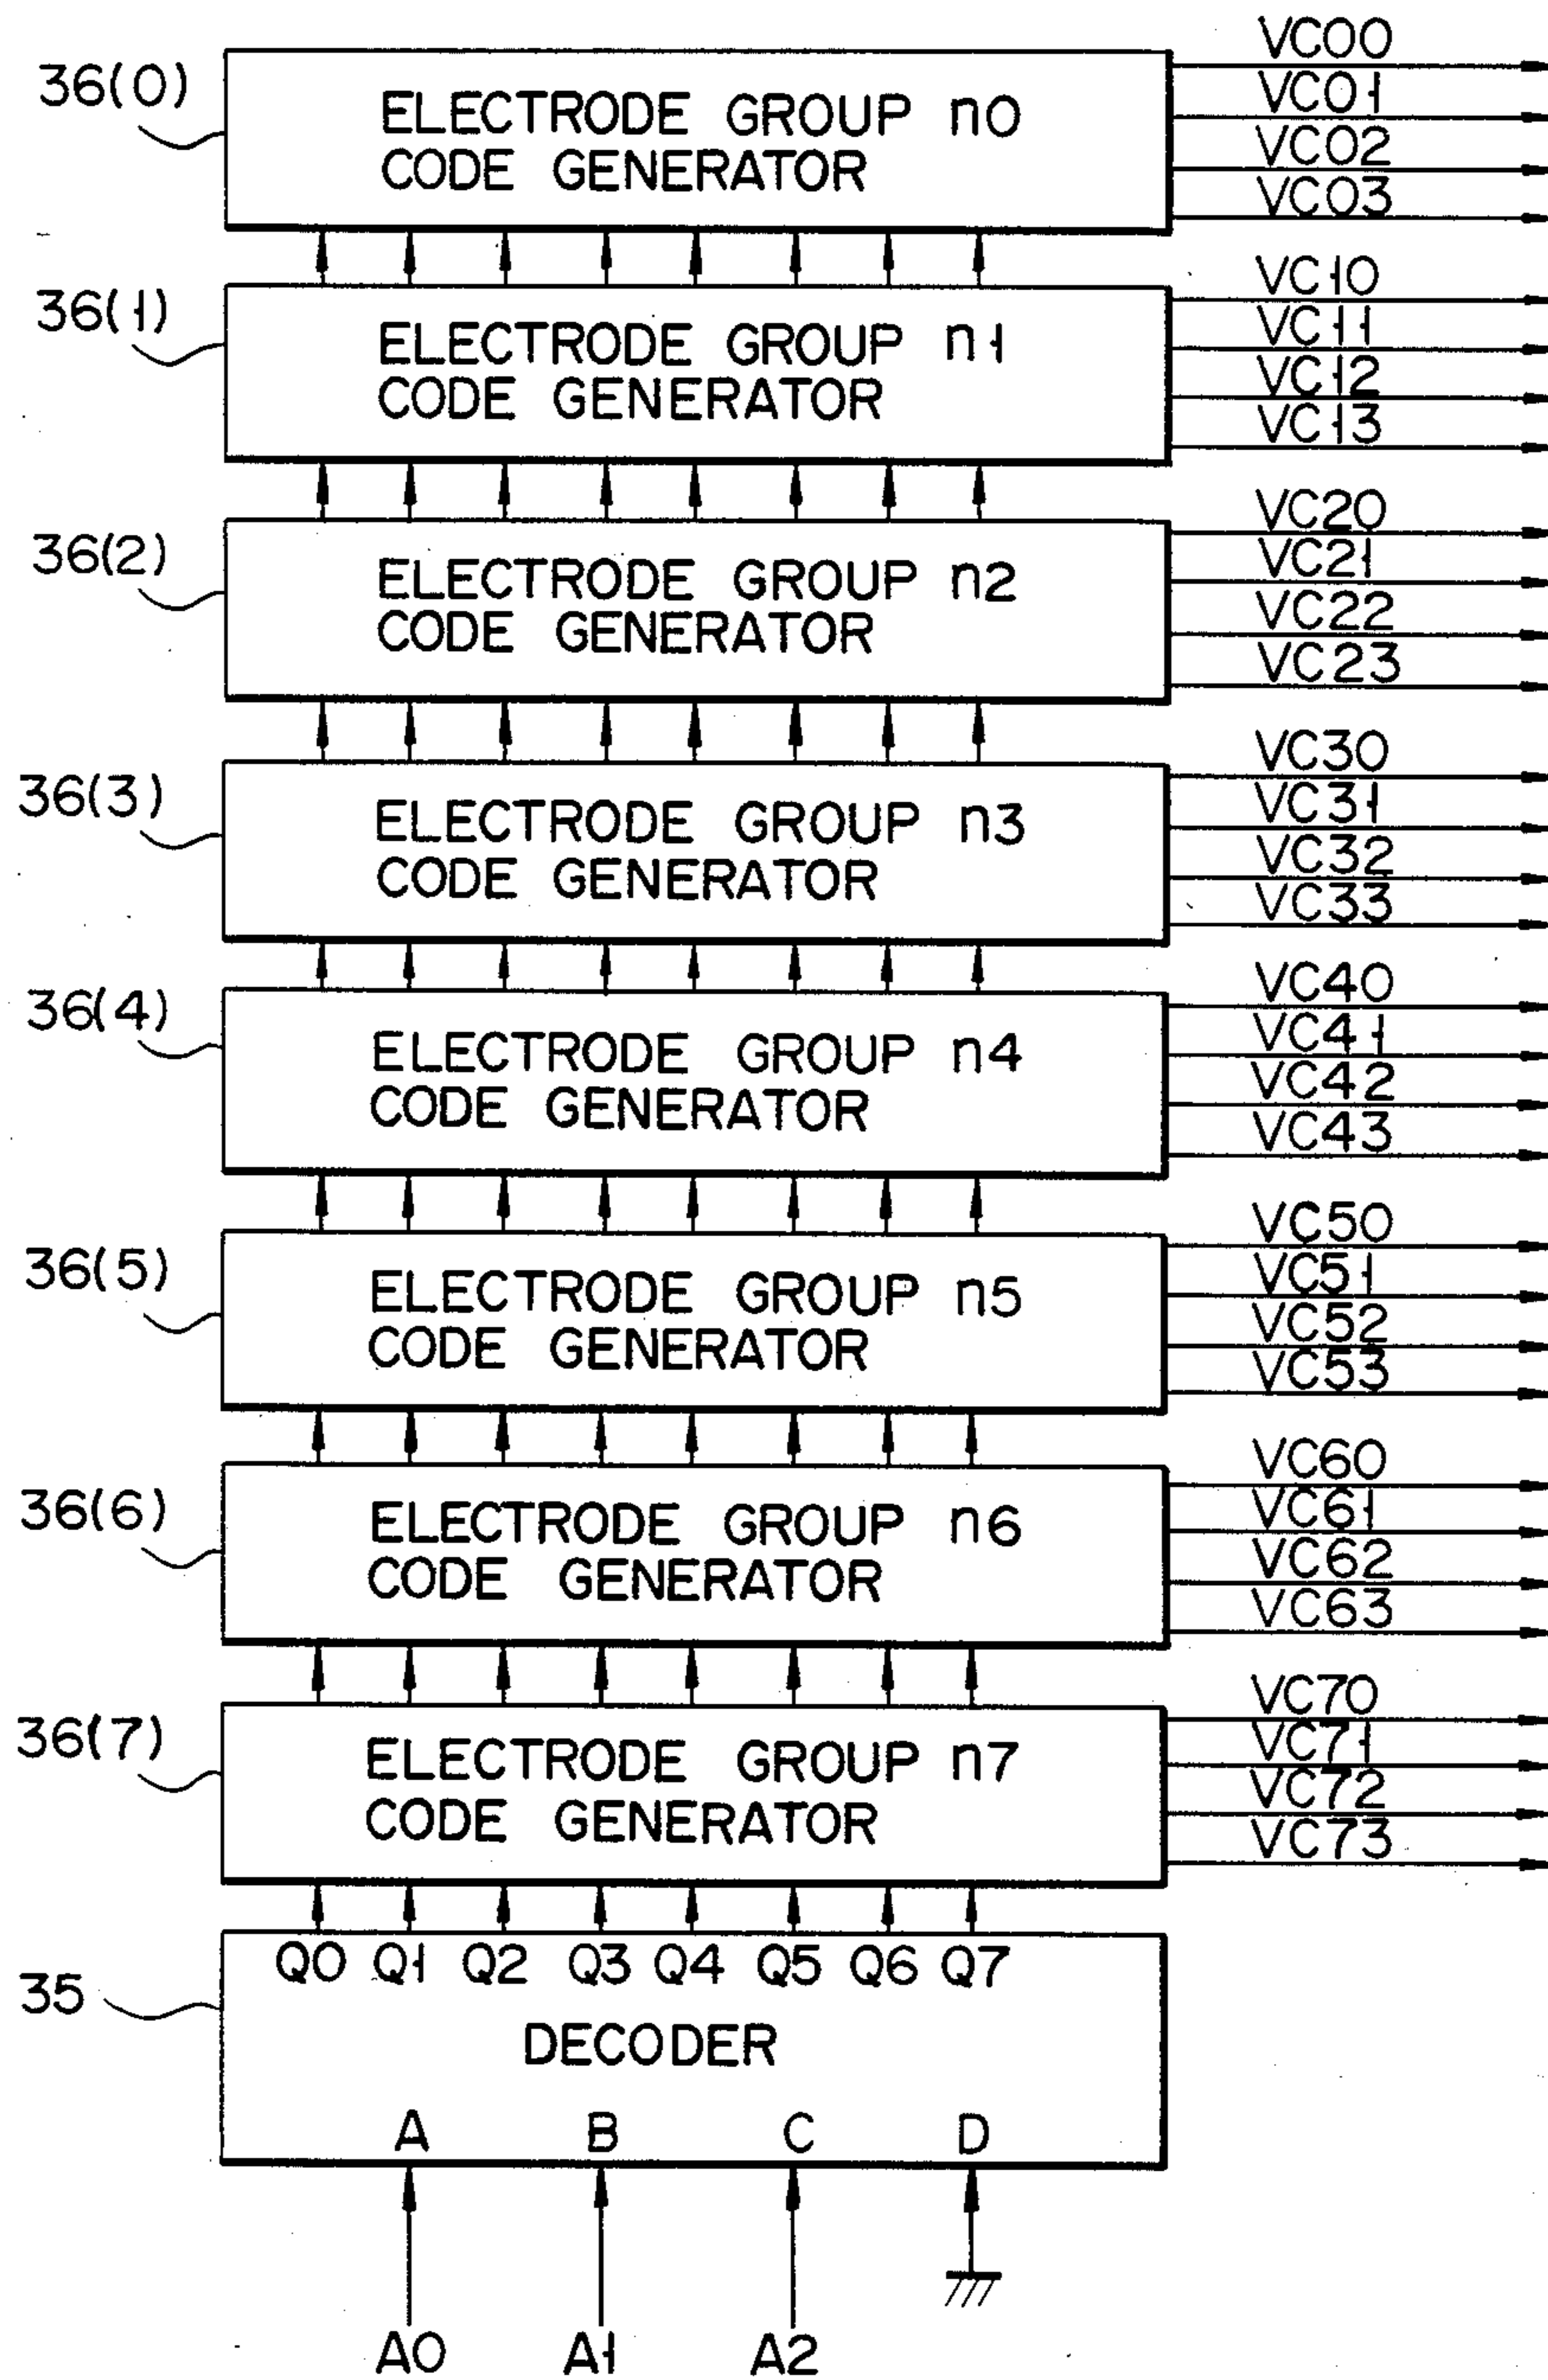 36(0)
ELECTRODE GROUP n0
CODE GENERATOR
VC00
VC01
VC02
VC03
36(1)
ELECTRODE GROUP n1
CODE GENERATOR
VC10
VC11
VC12
VC13
36(2)
ELECTRODE GROUP n2
CODE GENERATOR
VC20
VC21
VC22
VC23
36(3)
ELECTRODE GROUP n3
CODE GENERATOR
VC30
VC31
VC32
VC33
36(4)
ELECTRODE GROUP n4
CODE GENERATOR
VC40
VC41
VC42
VC43
36(5)
ELECTRODE GROUP n5
CODE GENERATOR
VC50
VC51
VC52
VC53
36(6)
ELECTRODE GROUP n6
CODE GENERATOR
VC60
VC61
VC62
VC63
36(7)
ELECTRODE GROUP n7
CODE GENERATOR
VC70
VC71
VC72
VC73
35
Q0 Q1 Q2 Q3 Q4 Q5 Q6 Q7
DECODER
A B C D
A0 A1 A2